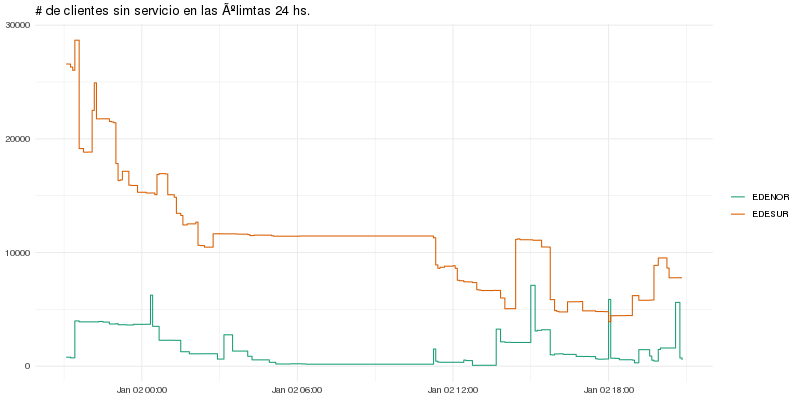 # de clientes sin servicio en las Ãºlimtas 24 hs.
30000
20000
10000
0
Jan 02 00:00
Jan 02 06:00
Jan 02 12:00
Jan 02 18:00
EDENOR
EDESUR